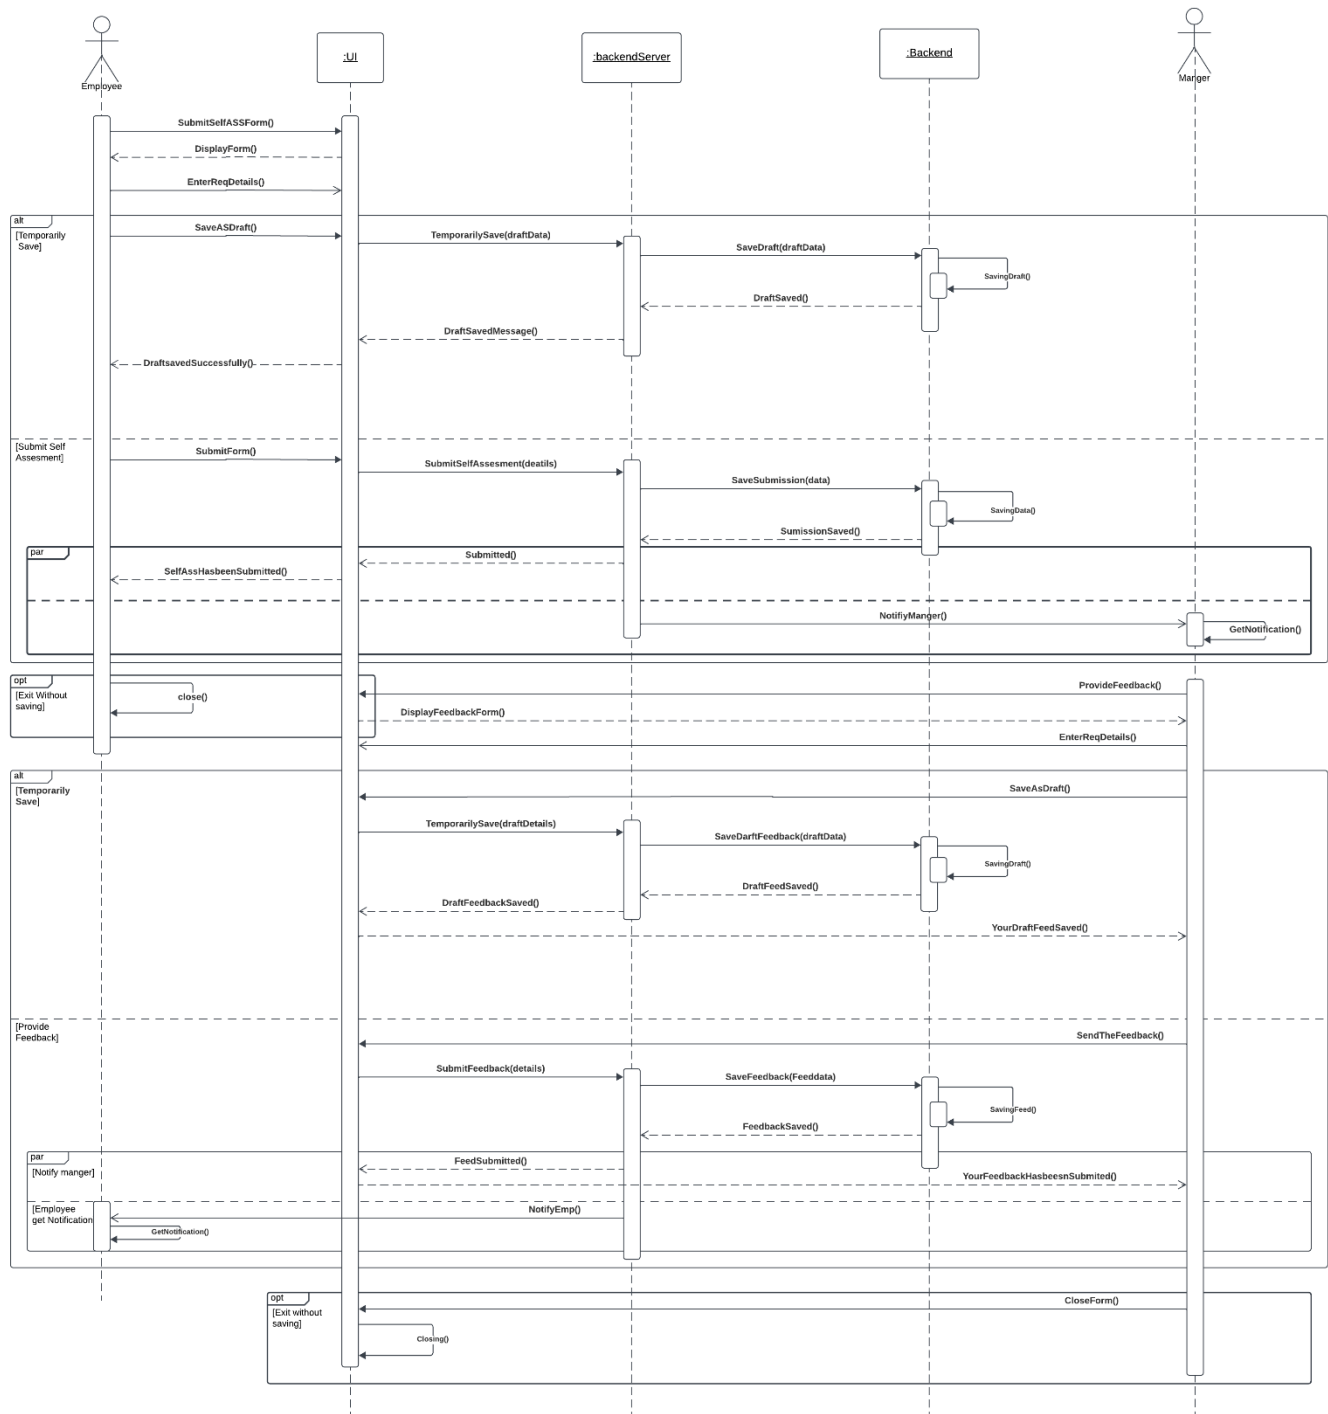 Employee
:UI
:backendServer
:Backend
Manger
SubmitSelfASSForm()
DisplayForm()
EnterReqDetails()
alt
[Temporarily
Save]
SaveASDraft()
TemporarilySave(draftData)
SaveDraft(draftData)
SavingDraft()
DraftSaved()
DraftSavedMessage()
DraftsavedSuccessfully()
[Submit Self
Assesment]
SubmitForm()
SubmitSelfAssesment(deatils)
SaveSubmission(data)
SavingData()
SumissionSaved()
par
Submitted()
SelfAssHasbeenSubmitted()
NotifiyManger()
GetNotification()
opt
[Exit Without
saving]
close()
ProvideFeedback()
DisplayFeedbackForm()
EnterReqDetails()
alt
[Temporarily
Save]
SaveAsDraft()
TemporarilySave(draftDetails)
SaveDarftFeedback(draftData)
SavingDraft()
DraftFeedSaved()
DraftFeedbackSaved()
YourDraftFeedSaved()
[Provide
Feedback]
SendTheFeedback()
SubmitFeedback(details)
SaveFeedback(Feeddata)
SavingFeed()
FeedbackSaved()
par
[Notify manger]
FeedSubmitted()
YourFeedbackHasbeesnSubmited()
[Employee
get Notification
NotifyEmp()
GetNotification()
opt
[Exit without
saving]
CloseForm()
Closing()